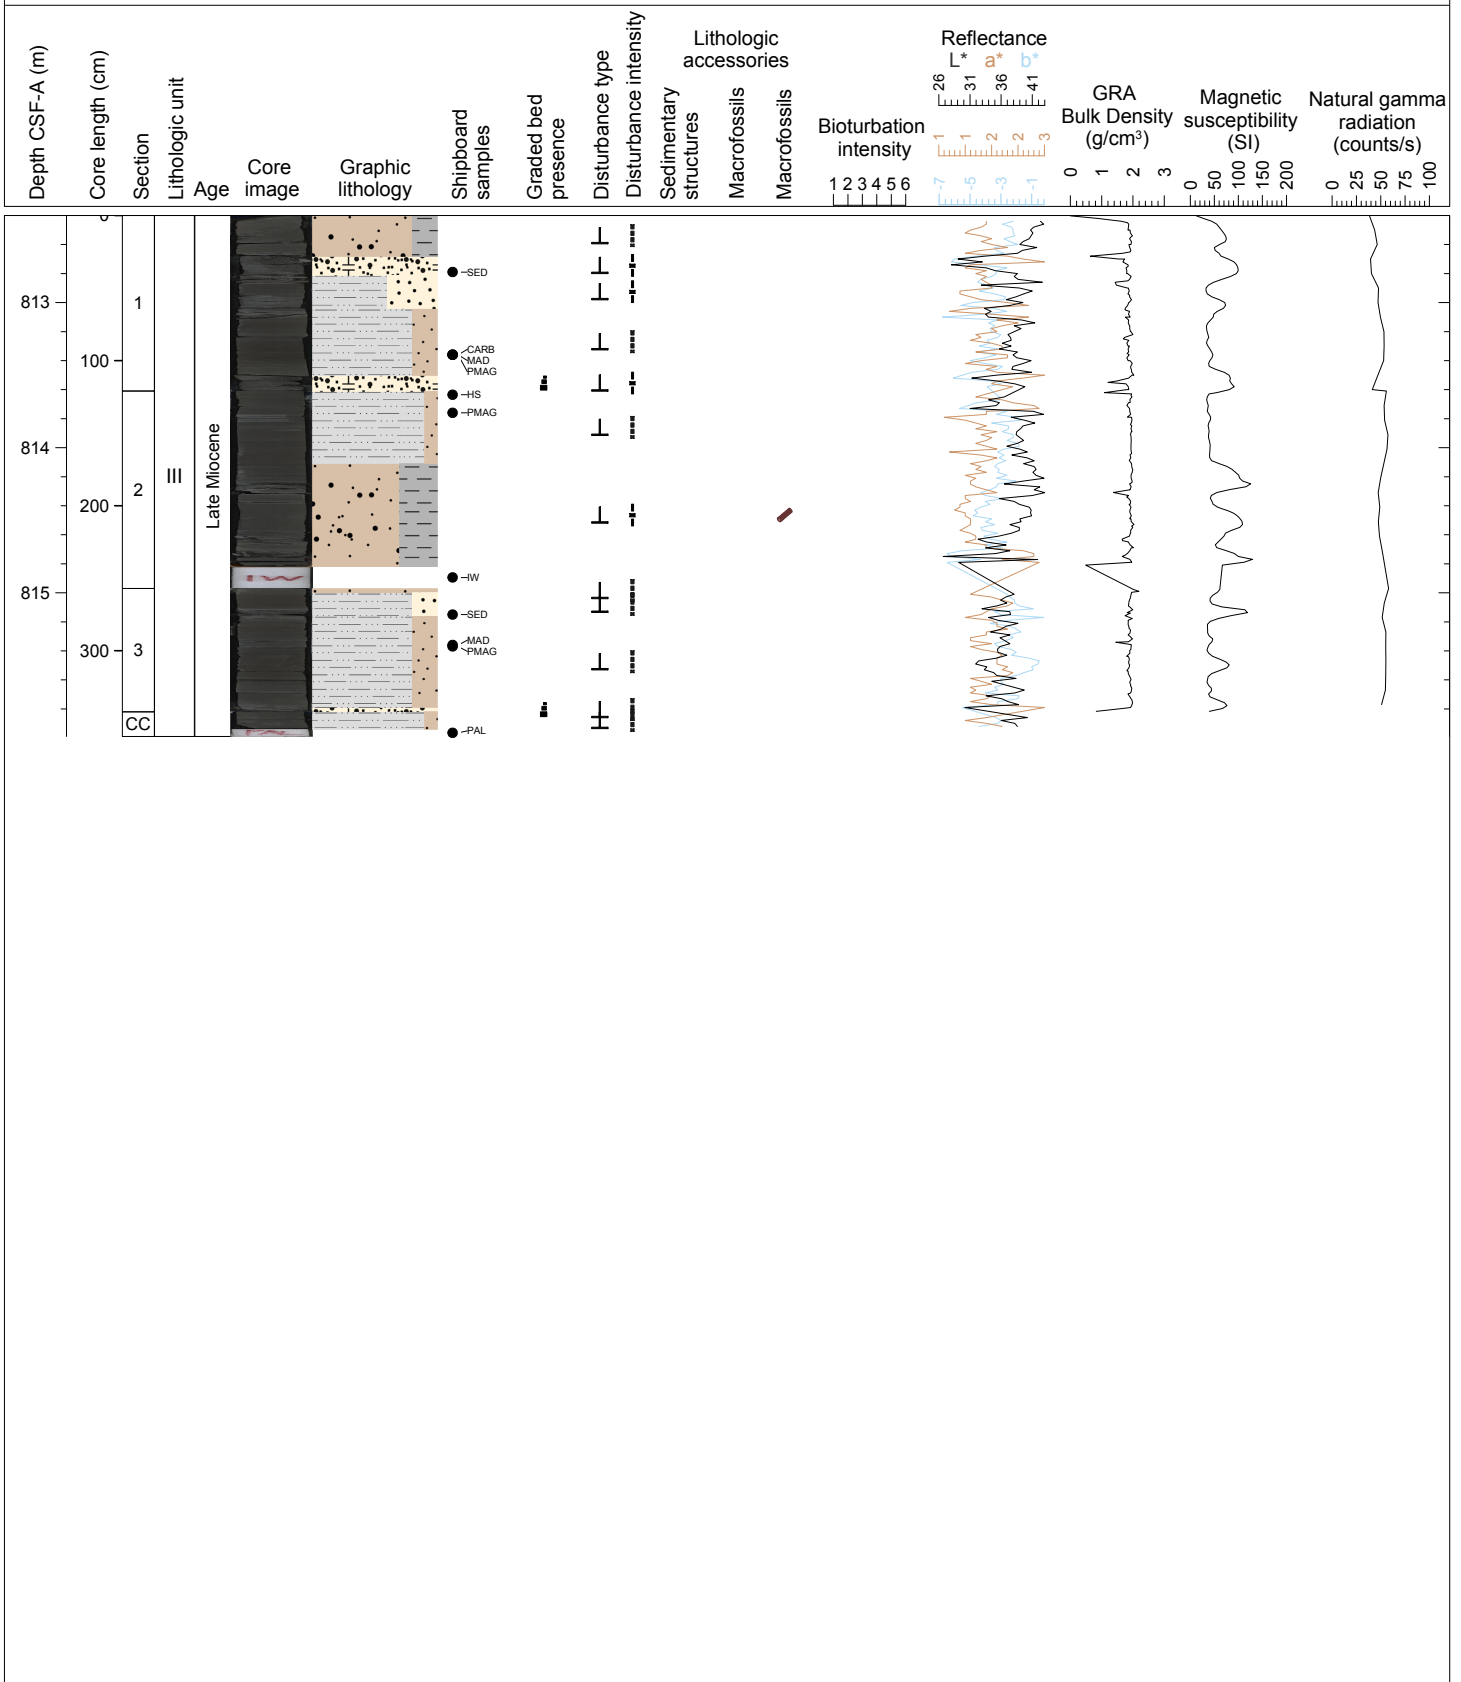 Depth CSF-A (m)
Core length (cm)
Section
Lithologic unit
Age
Core
image
Graphic
lithology
Shipboard
samples
Graded bed
presence
Disturbance type
Disturbance intensity
Lithologic
accessories
Sedimentary
structures
Macrofossils
Macrofossils
Bioturbation
intensity
1 2 3 4 5 6
Reflectance
L* a* b*
26 31 36 41
1 1 2 2 3
-7 -5 -3 -1
GRA
Bulk Density
(g/cm³)
0 1 2 3
Magnetic
susceptibility
(SI)
0 50 100 150 200
Natural gamma
radiation
(counts/s)
0 25 50 75 100
0
SED
813
1
CARB
MAD
PMAG
100
HS
PMAG
814
III
Late Miocene
2
200
IW
IW
815
SED
MAD
PMAG
300
3
CC
PAL